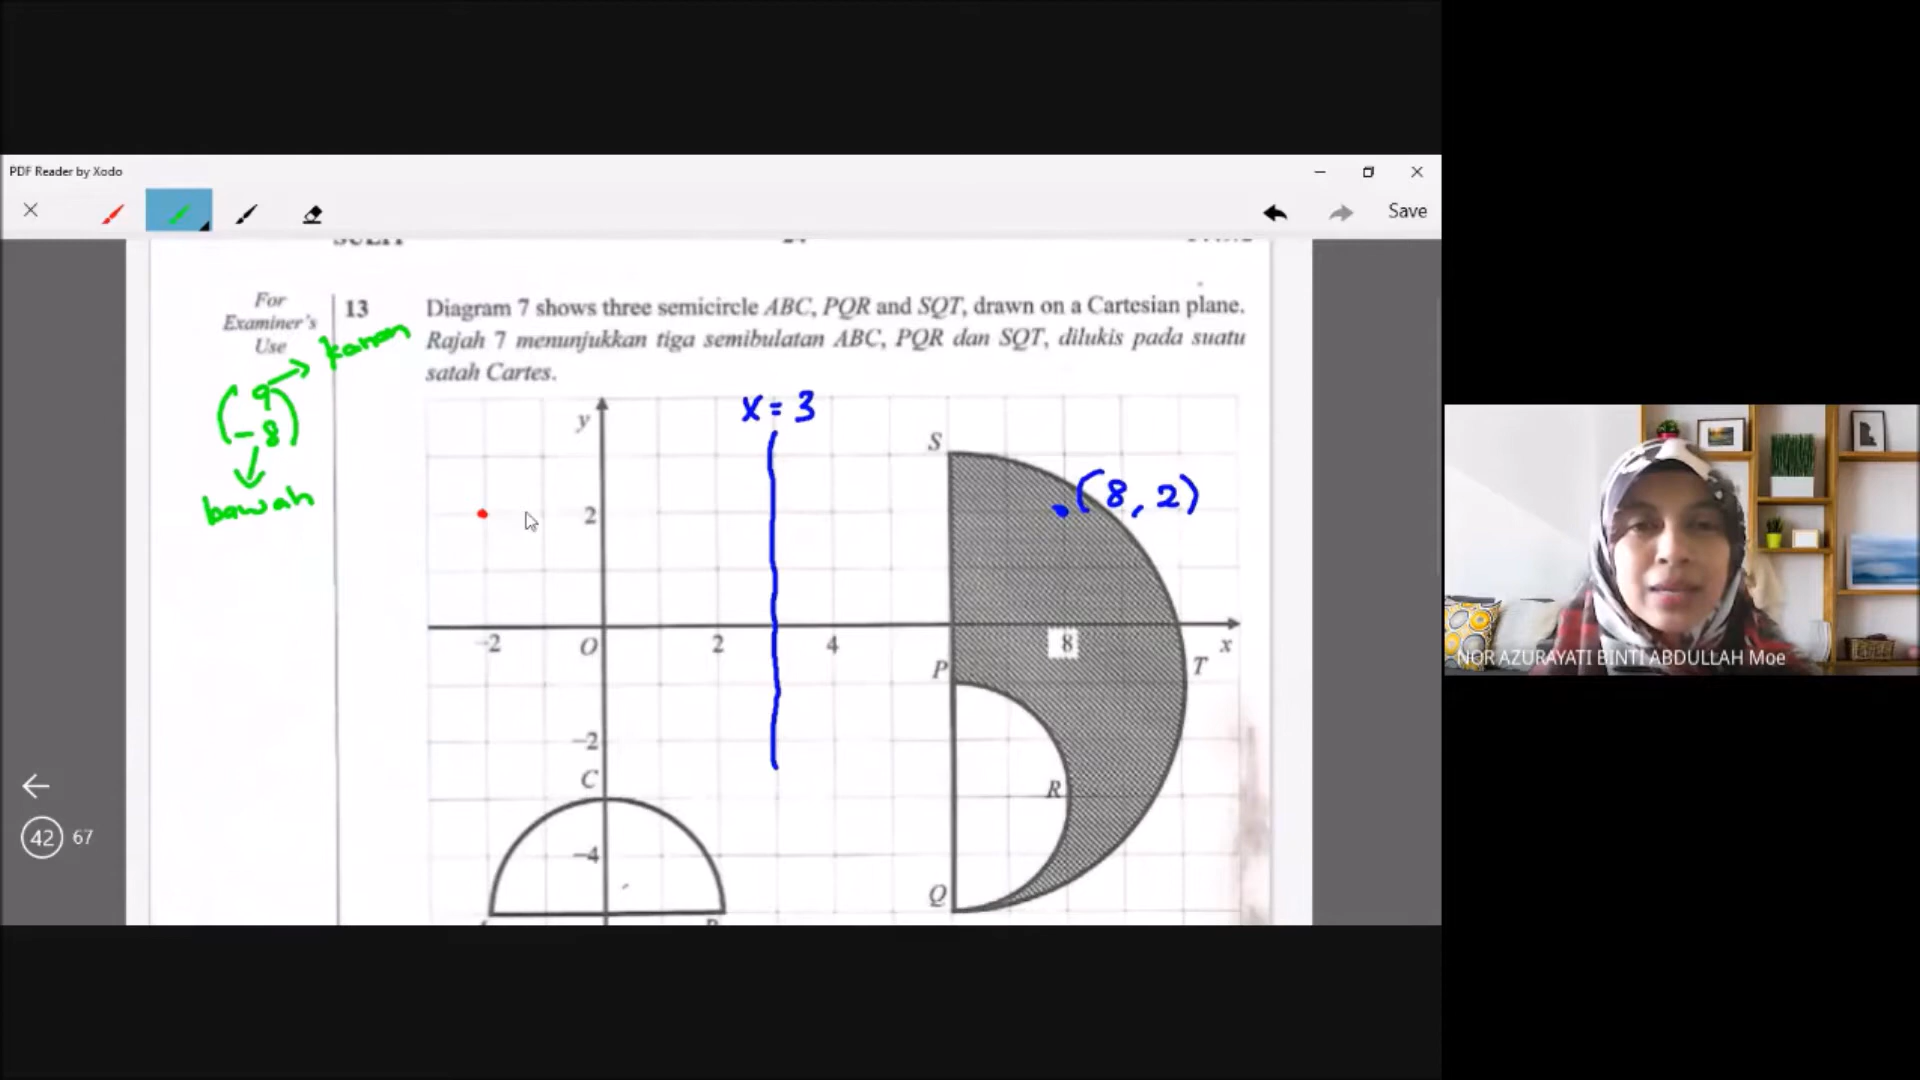 PDF Reader by Xodo
Save
SULIT
24
For
Examiner's
Use
13
Diagram 7 shows three semicircle ABC, PQR and SQT, drawn on a Cartesian plane.
Rajah 7 menunjukkan tiga semibulatan ABC, PQR dan SQT, dilukis pada suatu
satah Cartes.
kanan
(9
-8)
bawah
y
x = 3
S
(8, 2)
2
-2
O
2
4
8
x
P
T
-2
C
R
-4
Q
42
67
NOR AZURAYATI BINTI ABDULLAH Moe